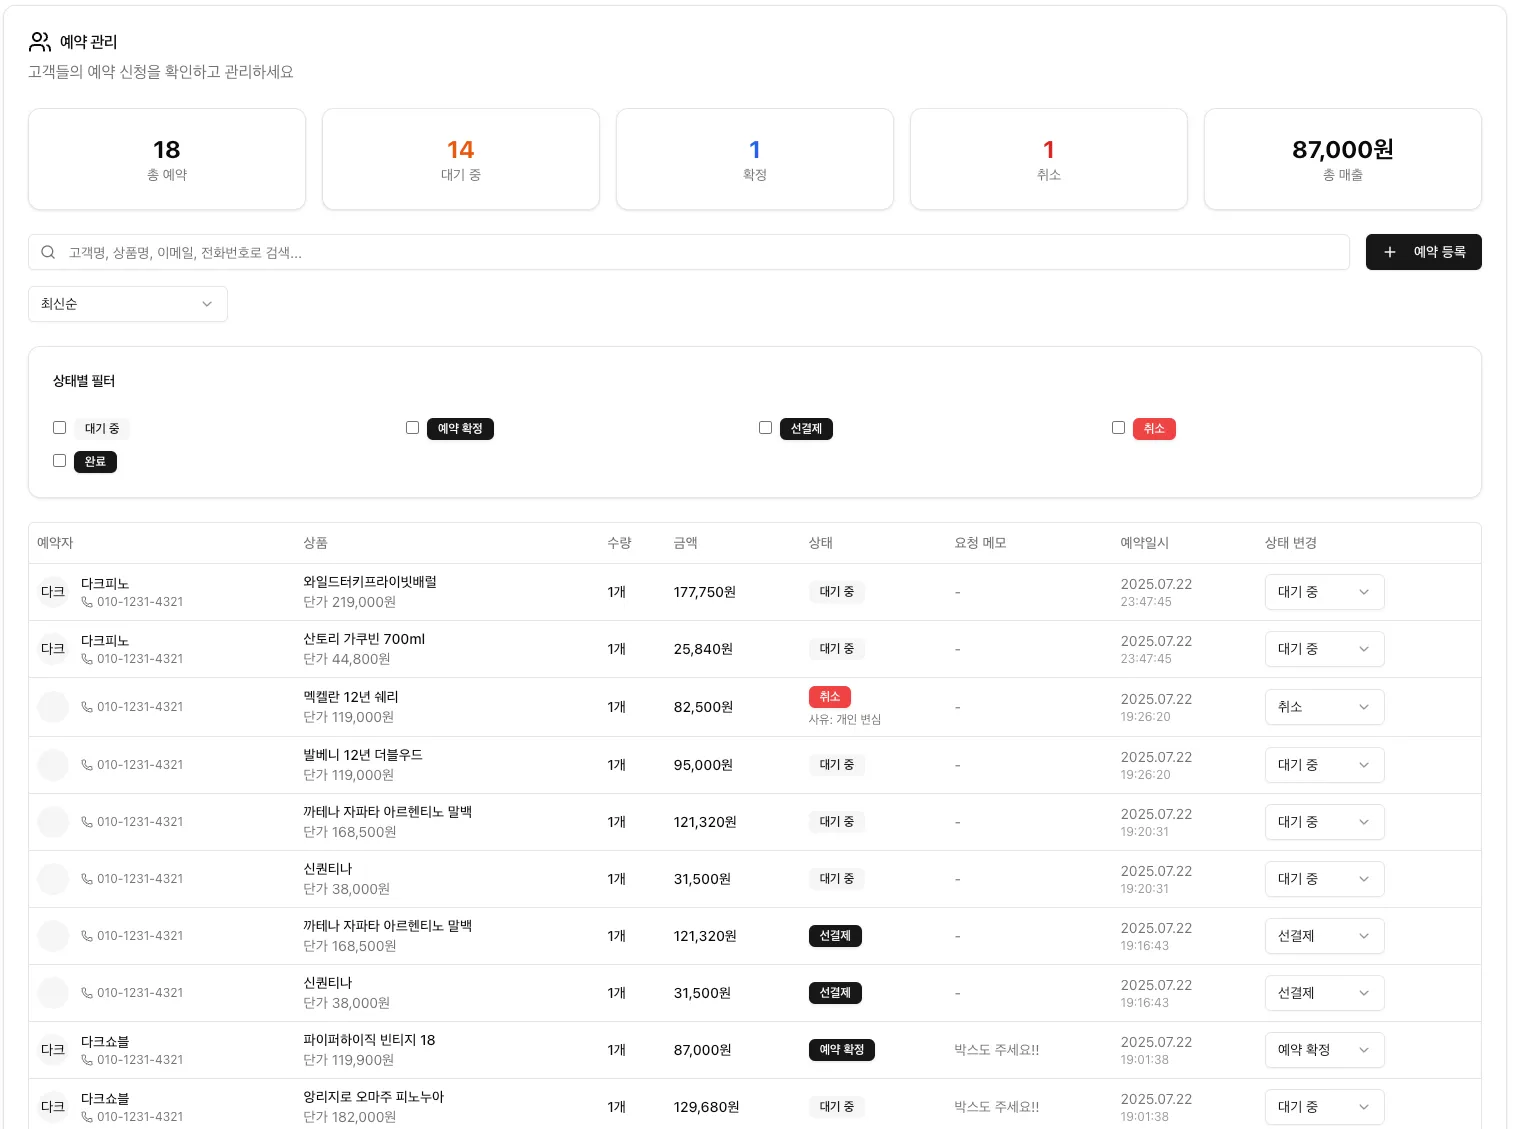 예약 관리
고객들의 예약 신청을 확인하고 관리하세요
18
총 예약
14
대기 중
1
확정
1
취소
87,000원
총 매출
고객명, 상품명, 이메일, 전화번호로 검색...
예약 등록
최신순
상태별 필터
대기 중
예약 확정
선결제
취소
완료
예약자 상품 수량 금액 상태 요청 메모 예약일시 상태 변경
다크 다크피노 와일드터키프라이빗배럴 1개 177,750원 대기 중 - 2025.07.22 대기 중
010-1231-4321 단가 219,000원 23:47:45
다크 다크피노 산토리 가쿠빈 700ml 1개 25,840원 대기 중 - 2025.07.22 대기 중
010-1231-4321 단가 44,800원 23:47:45
010-1231-4321 멕켈란 12년 쉐리 1개 82,500원 취소 - 2025.07.22 취소
단가 119,000원 사유: 개인 변심 19:26:20
010-1231-4321 발베니 12년 더블우드 1개 95,000원 대기 중 - 2025.07.22 대기 중
단가 119,000원 19:26:20
010-1231-4321 까테나 자파타 아르헨티노 말백 1개 121,320원 대기 중 - 2025.07.22 대기 중
단가 168,500원 19:20:31
010-1231-4321 신퀀티나 1개 31,500원 대기 중 - 2025.07.22 대기 중
단가 38,000원 19:20:31
010-1231-4321 까테나 자파타 아르헨티노 말백 1개 121,320원 선결제 - 2025.07.22 선결제
단가 168,500원 19:16:43
010-1231-4321 신퀀티나 1개 31,500원 선결제 - 2025.07.22 선결제
단가 38,000원 19:16:43
다크 다크쇼블 파이퍼하이직 빈티지 18 1개 87,000원 예약 확정 박스도 주세요!! 2025.07.22 예약 확정
010-1231-4321 단가 119,900원 19:01:38
다크 다크쇼블 앙리지로 오마주 피노누아 1개 129,680원 대기 중 박스도 주세요!! 2025.07.22 대기 중
010-1231-4321 단가 182,000원 19:01:38